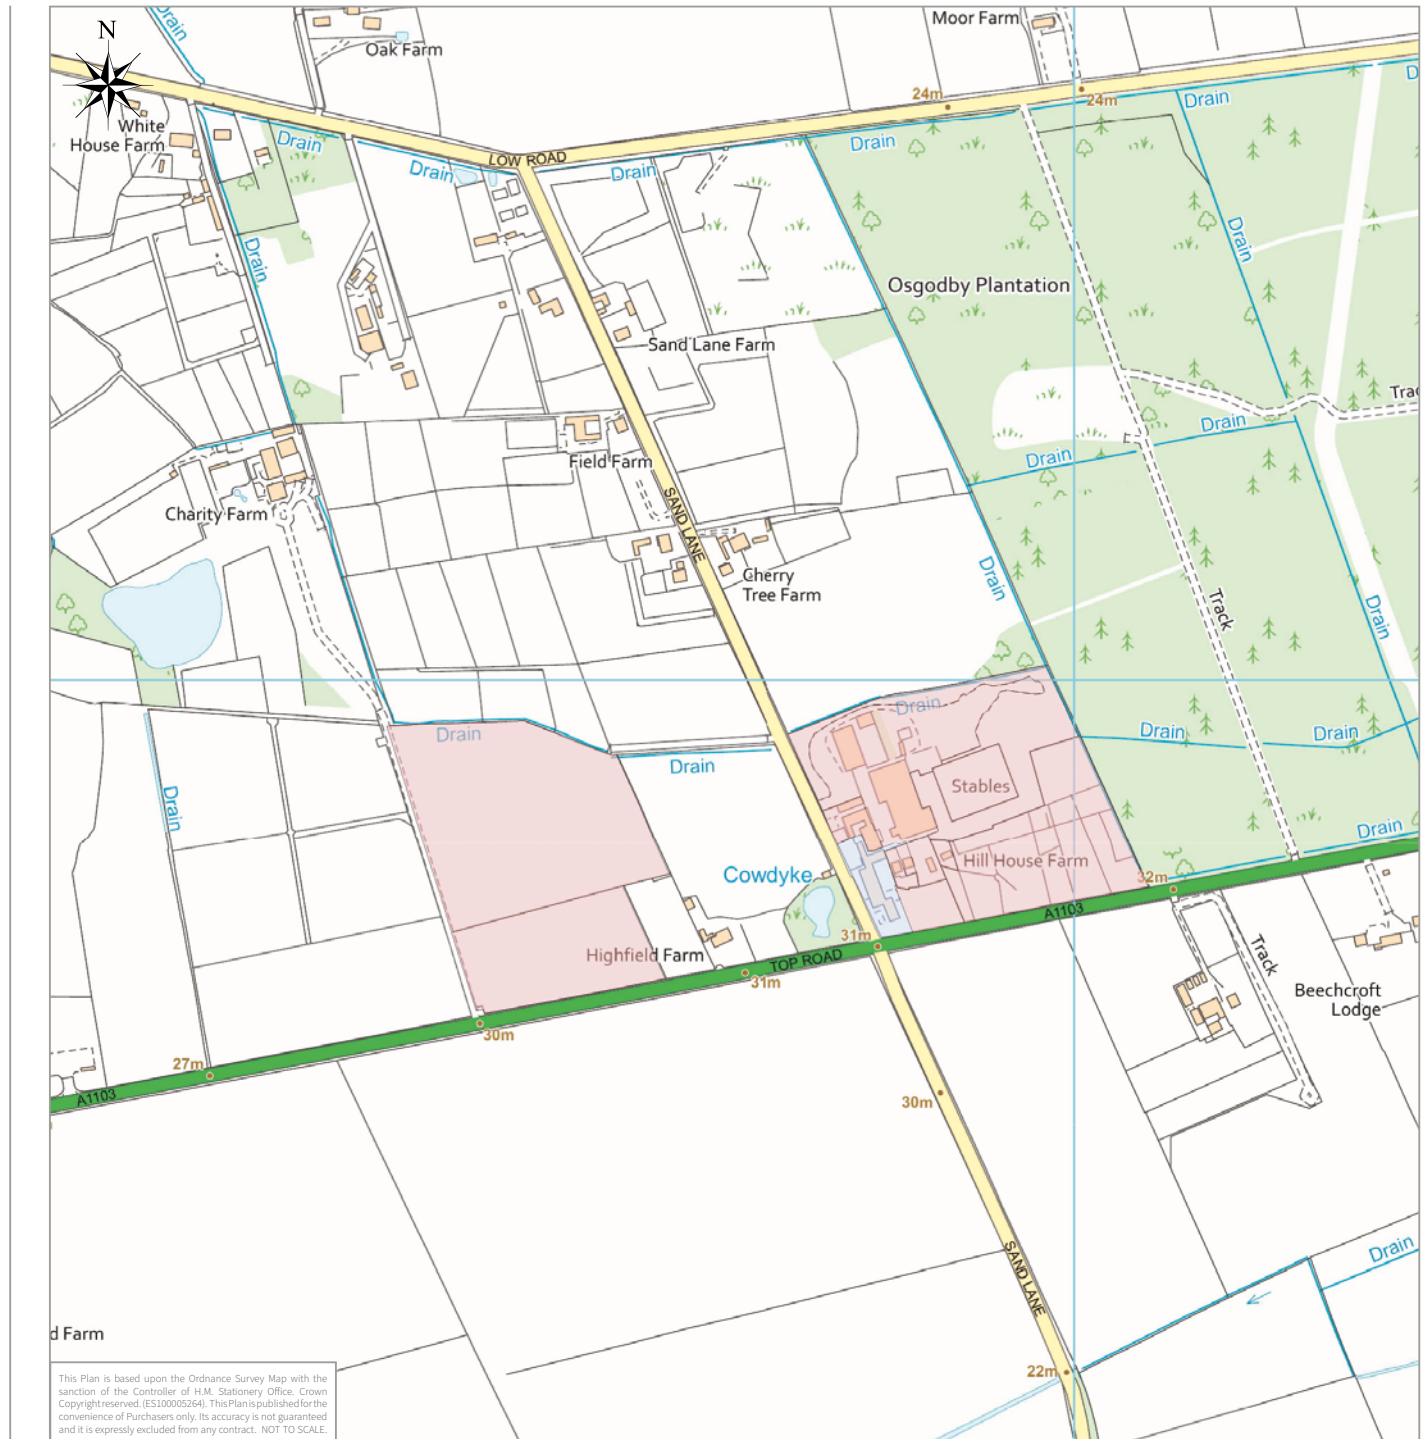 Drain
Moor Farm
N
Oak Farm
24m
24m
Drain
White
House Farm
Drain
LOW ROAD
Drain
Drain
Drain
Drain
Drain
Osgodby Plantation
Sand Lane Farm
Drain
Field Farm
Drain
SAND LANE
Charity Farm
Cherry
Tree Farm
Drain
Track
Drain
Drain
Drain
Drain
Drain
Drain
Stables
Drain
Drain
Hill House Farm
Cowdyke
32m
A1103
31m
Highfield Farm
TOP ROAD
31m
Track
Beechcroft
Lodge
30m
27m
A1103
30m
SAND LANE
Drain
d Farm
22m
This Plan is based upon the Ordnance Survey Map with the
sanction of the Controller of H.M. Stationery Office. Crown
Copyright reserved. (ES100005264). This Plan is published for the
convenience of Purchasers only. Its accuracy is not guaranteed
and it is expressly excluded from any contract. NOT TO SCALE.